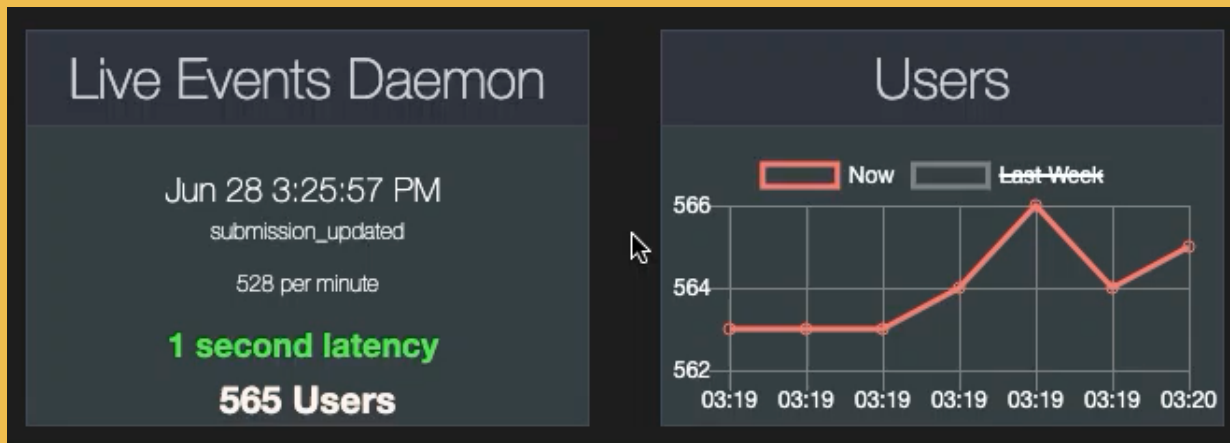 Live Events Daemon
Jun 28 3:25:57 PM
submission_updated
528 per minute
1 second latency
565 Users
Users
Now Last Week
566
564
562
03:19 03:19 03:19 03:19 03:19 03:19 03:20